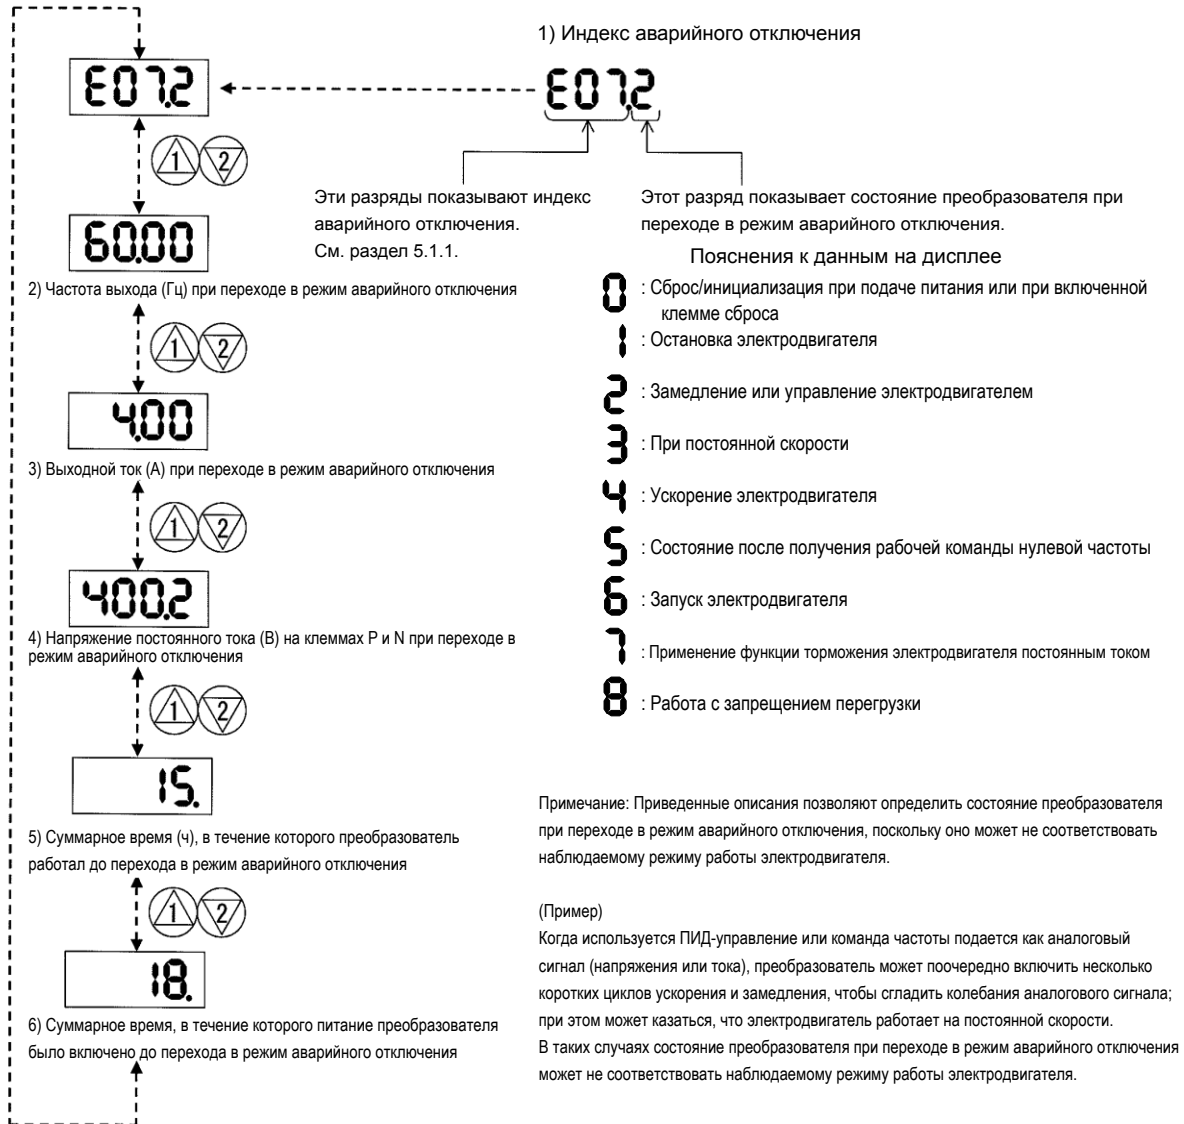 1) Индекс аварийного отключения
E07.2
E07.2
1 2
Эти разряды показывают индекс
аварийного отключения.
См. раздел 5.1.1.
Этот разряд показывает состояние преобразователя при
переходе в режим аварийного отключения.
60.00
2) Частота выхода (Гц) при переходе в режим аварийного отключения
1 2
4.00
3) Выходной ток (А) при переходе в режим аварийного отключения
1 2
400.2
4) Напряжение постоянного тока (В) на клеммах P и N при переходе в
режим аварийного отключения
1 2
15.
5) Суммарное время (ч), в течение которого преобразователь
работал до перехода в режим аварийного отключения
1 2
18.
6) Суммарное время, в течение которого питание преобразователя
было включено до перехода в режим аварийного отключения
Пояснения к данным на дисплее
0 : Сброс/инициализация при подаче питания или при включенной
клемме сброса
1 : Остановка электродвигателя
2 : Замедление или управление электродвигателем
3 : При постоянной скорости
4 : Ускорение электродвигателя
5 : Состояние после получения рабочей команды нулевой частоты
6 : Запуск электродвигателя
7 : Применение функции торможения электродвигателя постоянным током
8 : Работа с запрещением перегрузки
Примечание: Приведенные описания позволяют определить состояние преобразователя
при переходе в режим аварийного отключения, поскольку оно может не соответствовать
наблюдаемому режиму работы электродвигателя.
(Пример)
Когда используется ПИД-управление или команда частоты подается как аналоговый
сигнал (напряжения или тока), преобразователь может поочередно включить несколько
коротких циклов ускорения и замедления, чтобы сгладить колебания аналогового сигнала;
при этом может казаться, что электродвигатель работает на постоянной скорости.
В таких случаях состояние преобразователя при переходе в режим аварийного отключения
может не соответствовать наблюдаемому режиму работы электродвигателя.